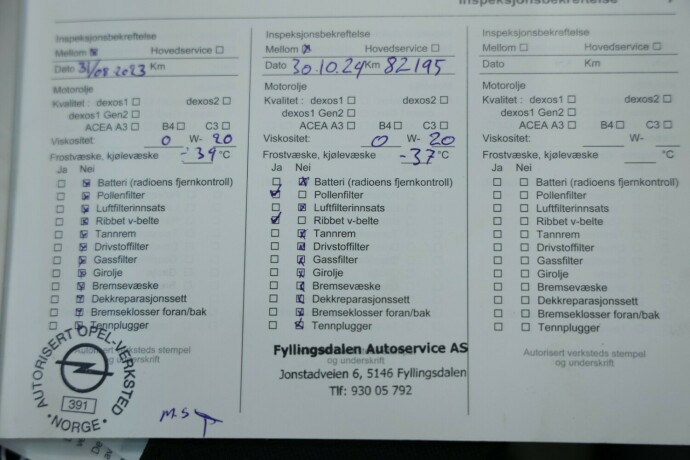 Inspeksjonsbekreftelse
Inspeksjonsbekreftelse
Mellom ☒ Hovedservice ☐
Dato 31/08 2023 Km
Motorolje
Kvalitet : dexos1 ☐ dexos2 ☐
dexos1 Gen2 ☐
ACEA A3 ☐ B4 ☐ C3 ☐
Viskositet: 0 W- 20
Frostvæske, kjølevæske -39 °C
Ja Nei
☐ ☒ Batteri (radioens fjernkontroll)
☐ ☒ Pollenfilter
☐ ☒ Luftfilterinnsats
☐ ☒ Ribbet v-belte
☐ ☒ Tannrem
☐ ☒ Drivstoffilter
☐ ☒ Gassfilter
☐ ☒ Girolje
☐ ☒ Bremsevæske
☐ ☒ Dekkreparasjonssett
☐ ☒ Bremseklosser foran/bak
☐ ☒ Tennplugger
Autorisert verksteds stempel
og underskrift
AUTORISERT OPEL-VERKSTED
391
· NORGE ·
M.S
Inspeksjonsbekreftelse
Mellom ☒ Hovedservice ☐
Dato 30.10.24 Km 82195
Motorolje
Kvalitet : dexos1 ☐ dexos2 ☐
dexos1 Gen2 ☐
ACEA A3 ☐ B4 ☐ C3 ☐
Viskositet: 0 W- 20
Frostvæske, kjølevæske -37 °C
Ja Nei
☐ ☒ Batteri (radioens fjernkontroll)
☑ ☐ Pollenfilter
☐ ☒ Luftfilterinnsats
☑ ☐ Ribbet v-belte
☐ ☒ Tannrem
☐ ☒ Drivstoffilter
☐ ☒ Gassfilter
☐ ☒ Girolje
☐ ☒ Bremsevæske
☐ ☒ Dekkreparasjonssett
☐ ☒ Bremseklosser foran/bak
☐ ☒ Tennplugger
Fyllingsdalen Autoservice AS
og underskrift
Jonstadveien 6, 5146 Fyllingsdalen
Tlf: 930 05 792
Inspeksjonsbekreftelse
Mellom ☐ Hovedservice ☐
Dato Km
Motorolje
Kvalitet : dexos1 ☐ dexos2 ☐
dexos1 Gen2 ☐
ACEA A3 ☐ B4 ☐ C3 ☐
Viskositet: W-
Frostvæske, kjølevæske °C
Ja Nei
☐ ☐ Batteri (radioens fjernkontroll)
☐ ☐ Pollenfilter
☐ ☐ Luftfilterinnsats
☐ ☐ Ribbet v-belte
☐ ☐ Tannrem
☐ ☐ Drivstoffilter
☐ ☐ Gassfilter
☐ ☐ Girolje
☐ ☐ Bremsevæske
☐ ☐ Dekkreparasjonssett
☐ ☐ Bremseklosser foran/bak
☐ ☐ Tennplugger
Autorisert verksteds stempel
og underskrift